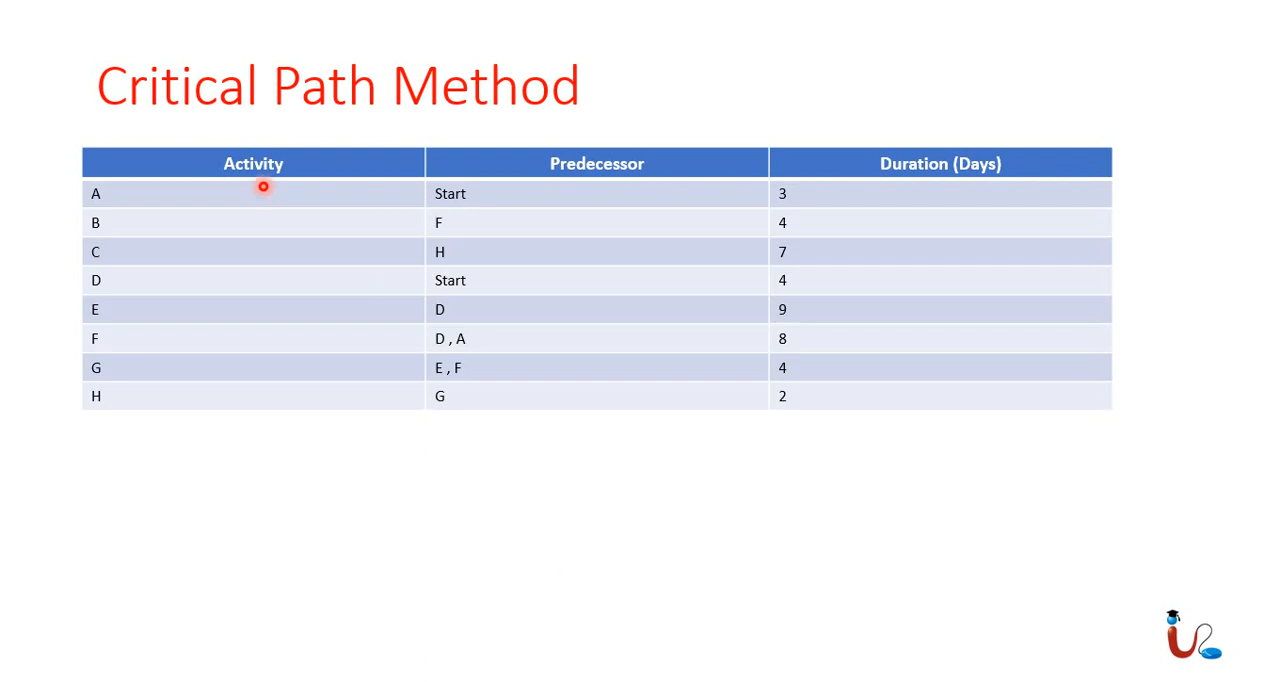 Critical Path Method
Activity Predecessor Duration (Days)
A Start 3
B F 4
C H 7
D Start 4
E D 9
F D , A 8
G E , F 4
H G 2